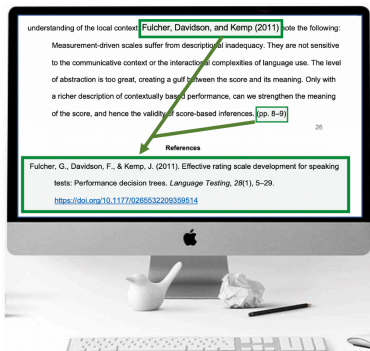 understanding of the local context, Fulcher, Davidson, and Kemp (2011) note the following:
Measurement-driven scales suffer from descriptional inadequacy. They are not sensitive
to the communicative context or the interactional complexities of language use. The level
of abstraction is too great, creating a gulf between the score and its meaning. Only with
a richer description of contextually based performance, can we strengthen the meaning
of the score, and hence the validity of score-based inferences. (pp. 8–9)
26
References
Fulcher, G., Davidson, F., & Kemp, J. (2011). Effective rating scale development for speaking
tests: Performance decision trees. Language Testing, 28(1), 5–29.
https://doi.org/10.1177/0265532209359514